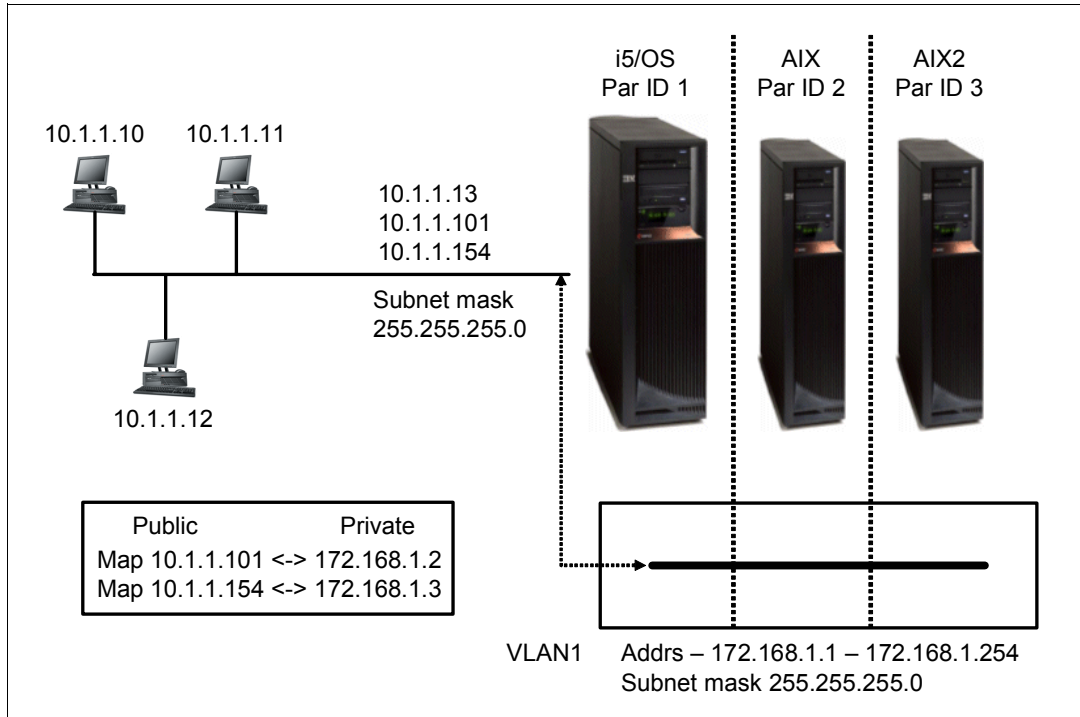 i5/OS
Par ID 1
AIX
Par ID 2
AIX2
Par ID 3
10.1.1.10
10.1.1.11
10.1.1.13
10.1.1.101
10.1.1.154
Subnet mask
255.255.255.0
10.1.1.12
Public Private
Map 10.1.1.101 <-> 172.168.1.2
Map 10.1.1.154 <-> 172.168.1.3
VLAN1 Addrs – 172.168.1.1 – 172.168.1.254
Subnet mask 255.255.255.0